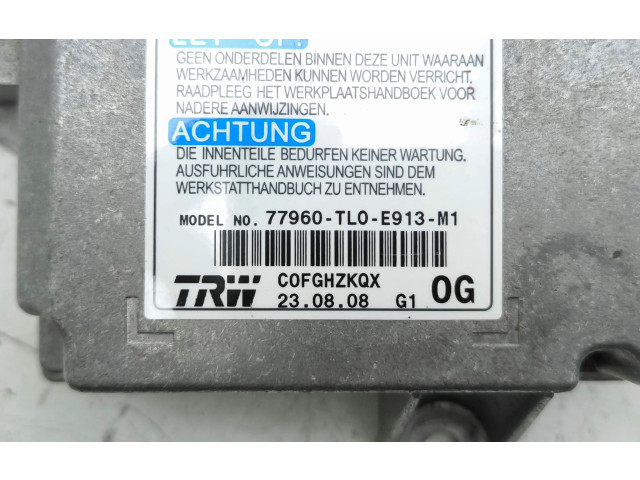 GEEN ONDERDELEN BINNEN DEZE UNIT WAARAAN
WERKZAAMHEDEN KUNNEN WORDEN VERRICHT.
RAADPLEEG HET WERKPLAATSHANDBOEK VOOR
NADERE AANWIJZINGEN.
ACHTUNG
DIE INNENTEILE BEDURFEN KEINER WARTUNG.
AUSFUHRLICHE ANWEISUNGEN SIND DEM
WERKSTATTHANDBUCH ZU ENTNEHMEN.
MODEL NO. 77960-TL0-E913-M1
TRW C0FGHZKQX
23.08.08 G1 0G